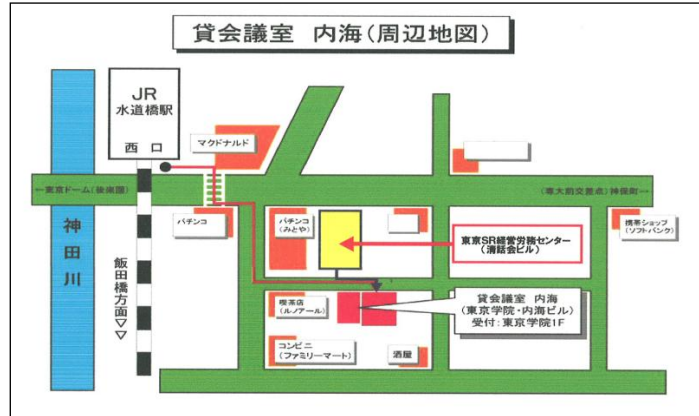 貸会議室 内海(周辺地図)
JR
水道橋駅
西 口
マクドナルド
←東京ドーム(後楽園)
(専大前交差点)神保町→
神田川
飯田橋方面▽▽
パチンコ
パチンコ
(みとや)
携帯ショップ
(ソフトバンク)
東京SR経営労務センター
(清話会ビル)
喫茶店
(ルノアール)
貸会議室 内海
(東京学院・内海ビル)
受付:東京学院1F
コンビニ
(ファミリーマート)
酒屋